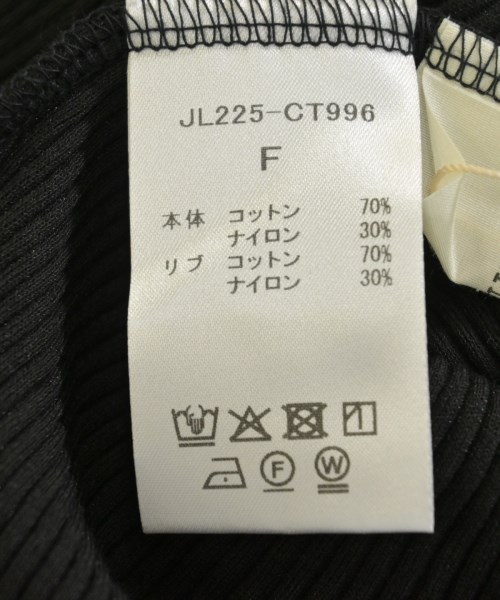 JL225-CT996
F
本体 コットン 70%
ナイロン 30%
リブ コットン 70%
ナイロン 30%
F W